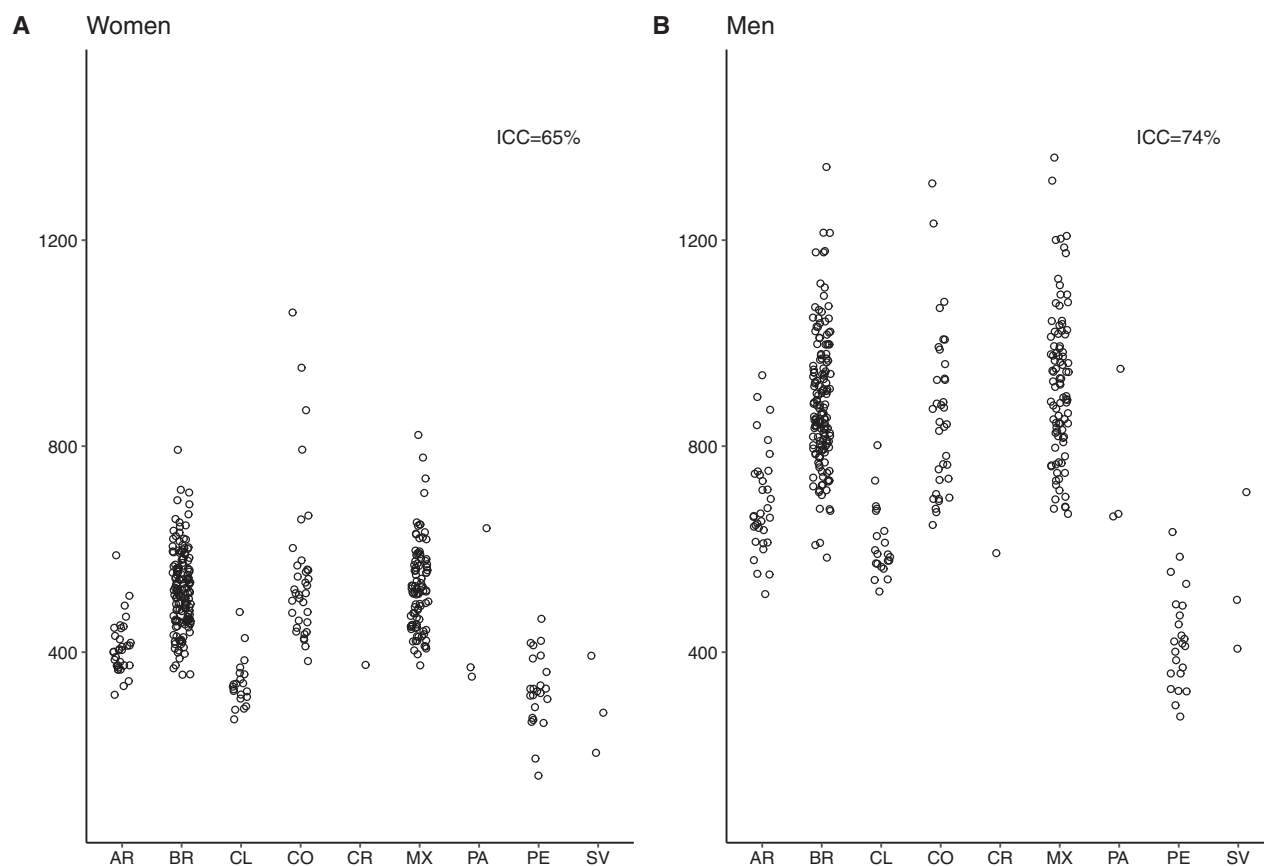 A Women
ICC=65%
1200
800
400
AR BR CL CO CR MX PA PE SV
B Men
ICC=74%
1200
800
400
AR BR CL CO CR MX PA PE SV